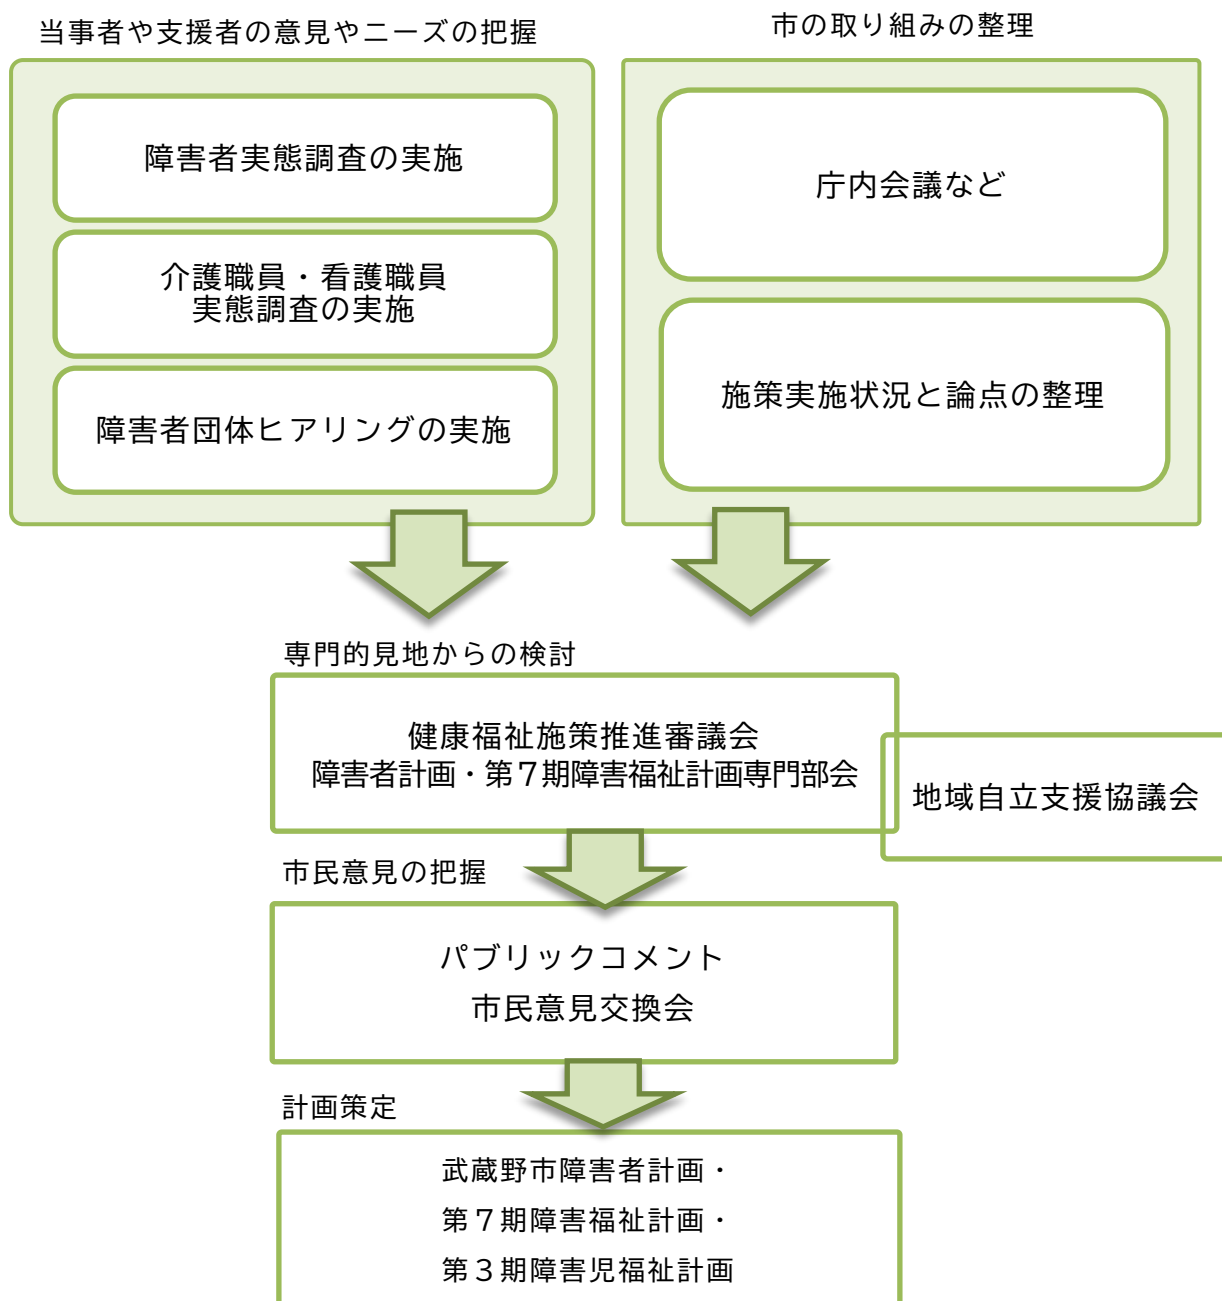 当事者や支援者の意見やニーズの把握
障害者実態調査の実施
介護職員・看護職員
実態調査の実施
障害者団体ヒアリングの実施
市の取り組みの整理
庁内会議など
施策実施状況と論点の整理
専門的見地からの検討
健康福祉施策推進審議会
障害者計画・第７期障害福祉計画専門部会
地域自立支援協議会
市民意見の把握
パブリックコメント
市民意見交換会
計画策定
武蔵野市障害者計画・
第７期障害福祉計画・
第３期障害児福祉計画